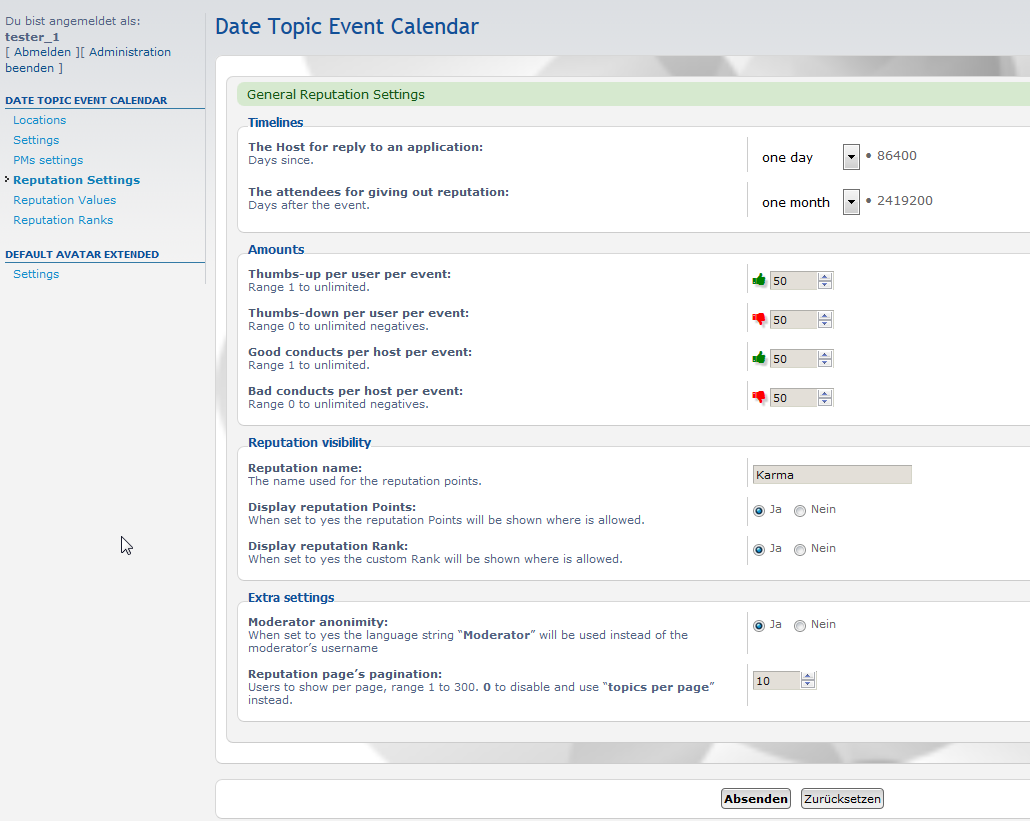 Du bist angemeldet als:
tester_1
[ Abmelden ][ Administration
beenden ]
DATE TOPIC EVENT CALENDAR
Locations
Settings
PMs settings
Reputation Settings
Reputation Values
Reputation Ranks
DEFAULT AVATAR EXTENDED
Settings
Date Topic Event Calendar
General Reputation Settings
Timelines
The Host for reply to an application:
Days since.
one day • 86400
The attendees for giving out reputation:
Days after the event.
one month • 2419200
Amounts
Thumbs-up per user per event:
Range 1 to unlimited.
50
Thumbs-down per user per event:
Range 0 to unlimited negatives.
50
Good conducts per host per event:
Range 1 to unlimited.
50
Bad conducts per host per event:
Range 0 to unlimited negatives.
50
Reputation visibility
Reputation name:
The name used for the reputation points.
Karma
Display reputation Points:
When set to yes the reputation Points will be shown where is allowed.
Ja Nein
Display reputation Rank:
When set to yes the custom Rank will be shown where is allowed.
Ja Nein
Extra settings
Moderator anonimity:
When set to yes the language string “Moderator” will be used instead of the
moderator’s username
Ja Nein
Reputation page’s pagination:
Users to show per page, range 1 to 300. 0 to disable and use “topics per page”
instead.
10
Absenden Zurücksetzen